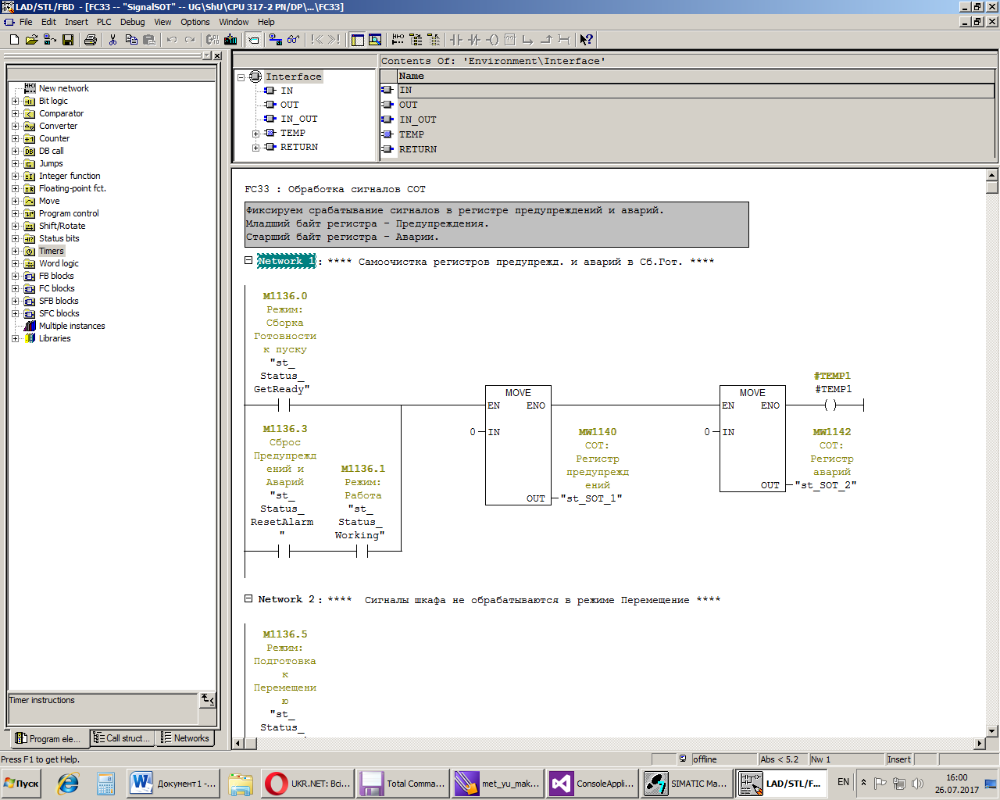 LAD/STL/FBD - [FC33 -- "SignalSOT" -- UG\ShU\CPU 317-2 PN/DP\...\FC33]
File Edit Insert PLC Debug View Options Window Help
New network
Bit logic
Comparator
Converter
Counter
DB call
Jumps
Integer function
Floating-point fct.
Move
Program control
Shift/Rotate
Status bits
Timers
Word logic
FB blocks
FC blocks
SFB blocks
SFC blocks
Multiple instances
Libraries
Timer instructions
Program ele...
Call struct...
Networks
Interface
IN
OUT
IN_OUT
TEMP
RETURN
Contents Of: 'Environment\Interface'
Name
IN
OUT
IN_OUT
TEMP
RETURN
FC33 : Обработка сигналов СОТ
Фиксируем срабатывание сигналов в регистре предупреждений и аварий.
Младший байт регистра - Предупреждения.
Старший байт регистра - Аварии.
Network 1: **** Самоочистка регистров предупрежд. и аварий в Сб.Гот. ****
M1136.0
Режим:
Сборка
Готовности
к пуску
"st_
Status_
GetReady"
M1136.3
Сброс
Предупрежд
ений и
Аварий
"st_
Status_
ResetAlarm
"
M1136.1
Режим:
Работа
"st_
Status_
Working"
MOVE
EN ENO
0 IN
OUT
MW1140
СОТ:
Регистр
предупрежд
ений
"st_SOT_1"
MOVE
EN ENO
0 IN
OUT
MW1142
СОТ:
Регистр
аварий
"st_SOT_2"
#TEMP1
#TEMP1
Network 2: **** Сигналы шкафа не обрабатываются в режиме Перемещение ****
M1136.5
Режим:
Подготовка
к
Перемещени
ю
"st_
Status_
Press F1 to get Help.
offline
Abs < 5.2
Nw 1
Insert
Пуск
Документ1 -...
UKR.NET: Всі...
Total Comma...
met_yu_mak...
ConsoleAppli...
SIMATIC Ma...
LAD/STL/F...
EN
16:00
26.07.2017